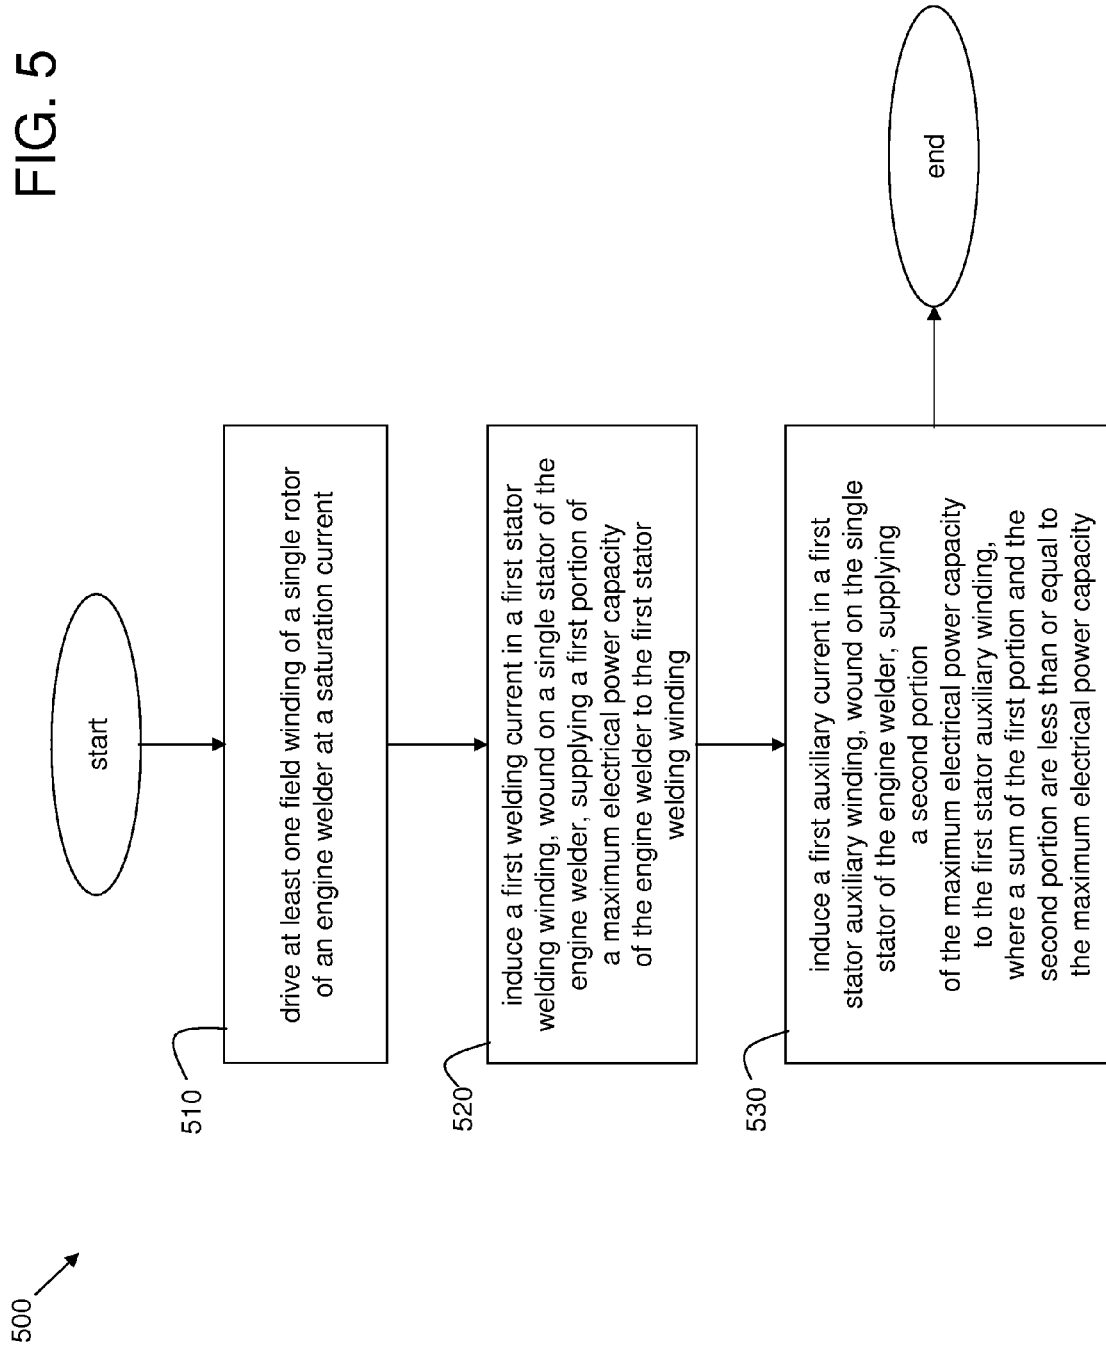 FIG. 5
500
start
510
drive at least one field winding of a single rotor
of an engine welder at a saturation current
520
induce a first welding current in a first stator
welding winding, wound on a single stator of the
engine welder, supplying a first portion of
a maximum electrical power capacity
of the engine welder to the first stator
welding winding
530
induce a first auxiliary current in a first
stator auxiliary winding, wound on the single
stator of the engine welder, supplying
a second portion
of the maximum electrical power capacity
to the first stator auxiliary winding,
where a sum of the first portion and the
second portion are less than or equal to
the maximum electrical power capacity
end